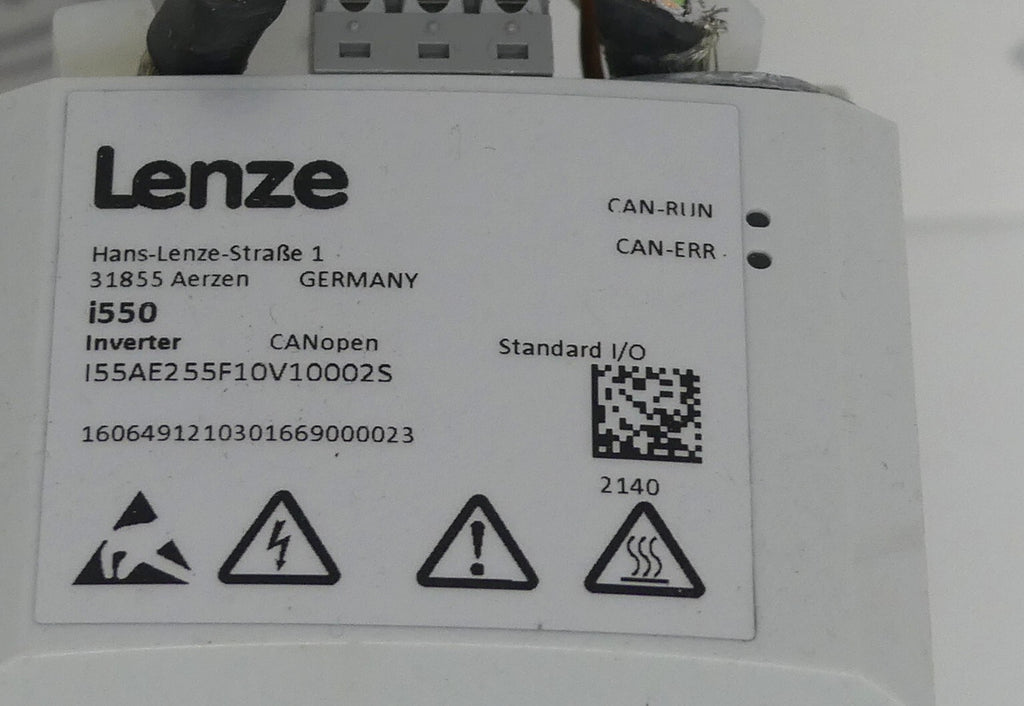 Lenze
CAN-RUN
CAN-ERR
Hans-Lenze-Straße 1
31855 Aerzen GERMANY
i550
Inverter CANopen Standard I/O
I55AE255F10V10002S
1606491210301669000023
2140